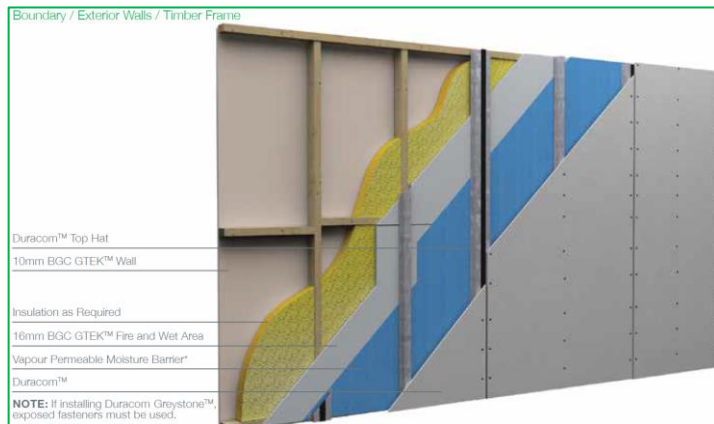 Boundary / Exterior Walls / Timber Frame
Duracom™ Top Hat
10mm BGC GTEK™ Wall
Insulation as Required
16mm BGC GTEK™ Fire and Wet Area
Vapour Permeable Moisture Barrier*
Duracom™
NOTE: If installing Duracom Greystone™,
exposed fasteners must be used.